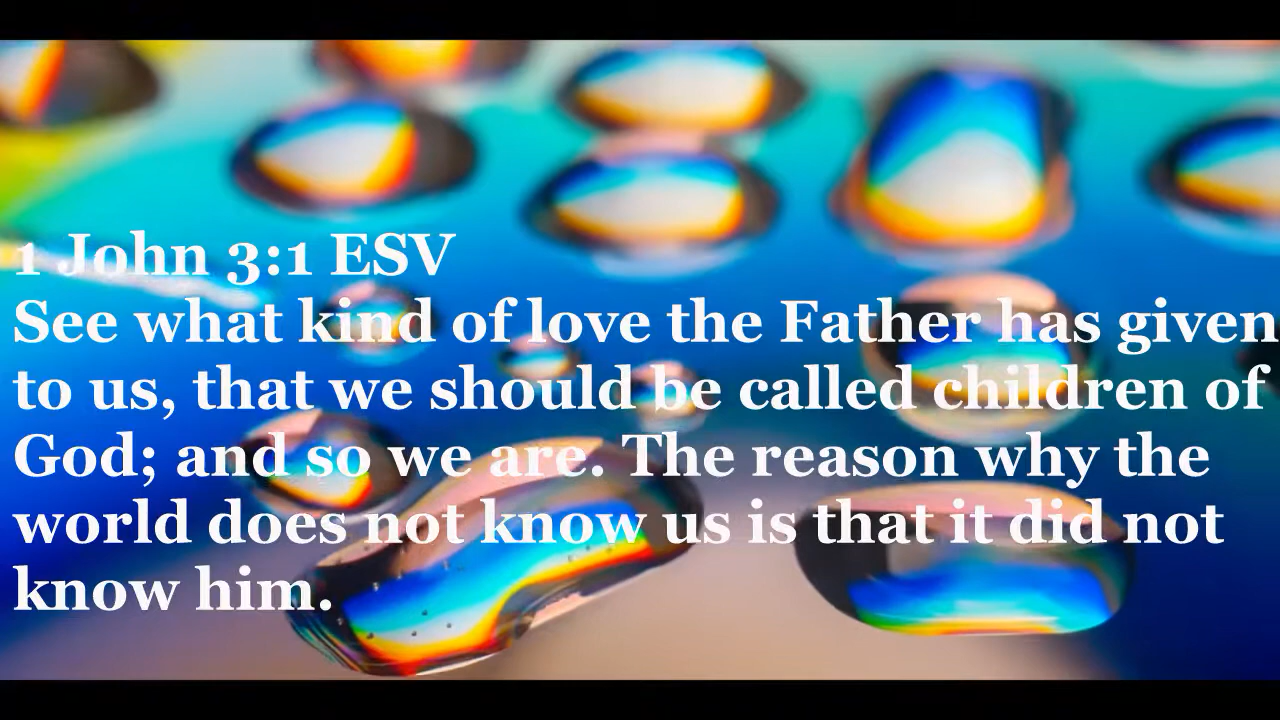 1 John 3:1 ESV
See what kind of love the Father has given
to us, that we should be called children of
God; and so we are. The reason why the
world does not know us is that it did not
know him.